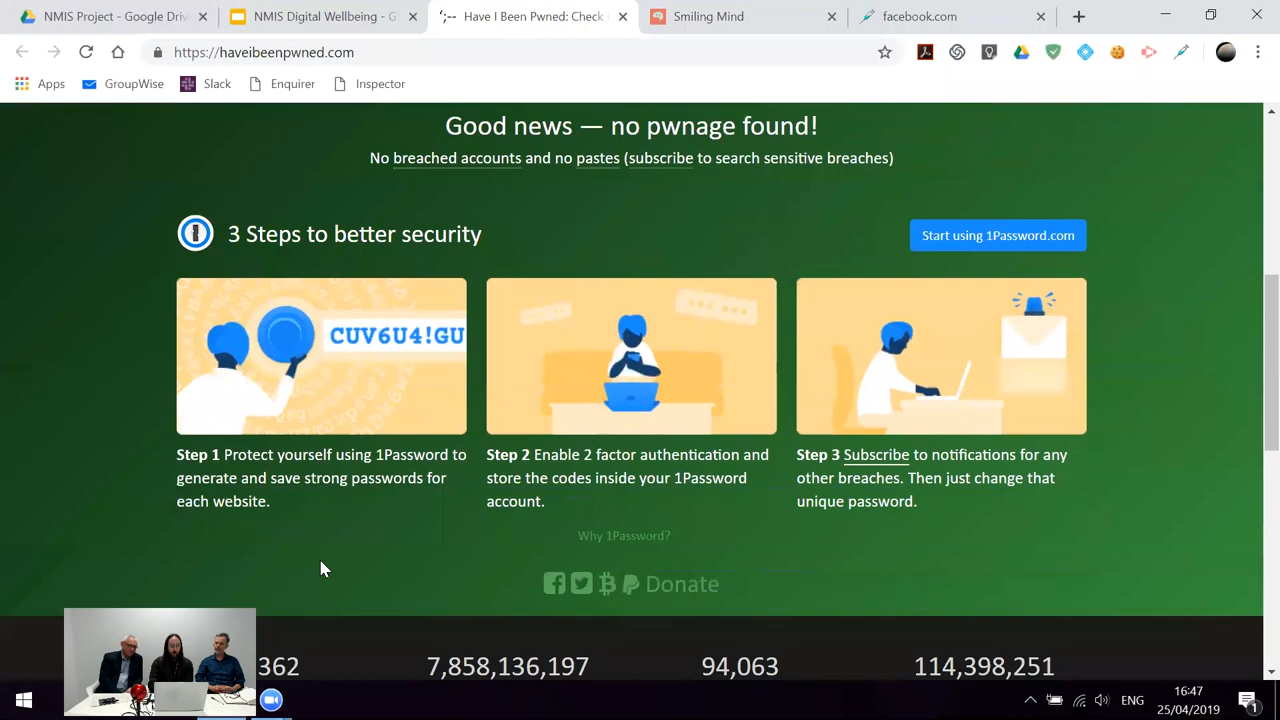 NMIS Project - Google Driv
NMIS Digital Wellbeing - G
Have I Been Pwned: Check
Smiling Mind
facebooxw.com
https://haveibeenpwned.com
Apps
GroupWise
Slack
Enquirer
Inspector
Good news — no pwnage found!
No breached accounts and no pastes (subscribe to search sensitive breaches)
3 Steps to better security
Start using 1Password.com
CUV6U4!GU
Step 1 Protect yourself using 1Password to
generate and save strong passwords for
each website.
Step 2 Enable 2 factor authentication and
store the codes inside your 1Password
account.
Step 3 Subscribe to notifications for any
other breaches. Then just change that
unique password.
Why 1Password?
Donate
362
7,858,136,197
94,063
114,398,251
ENG
16:47
25/04/2019
1